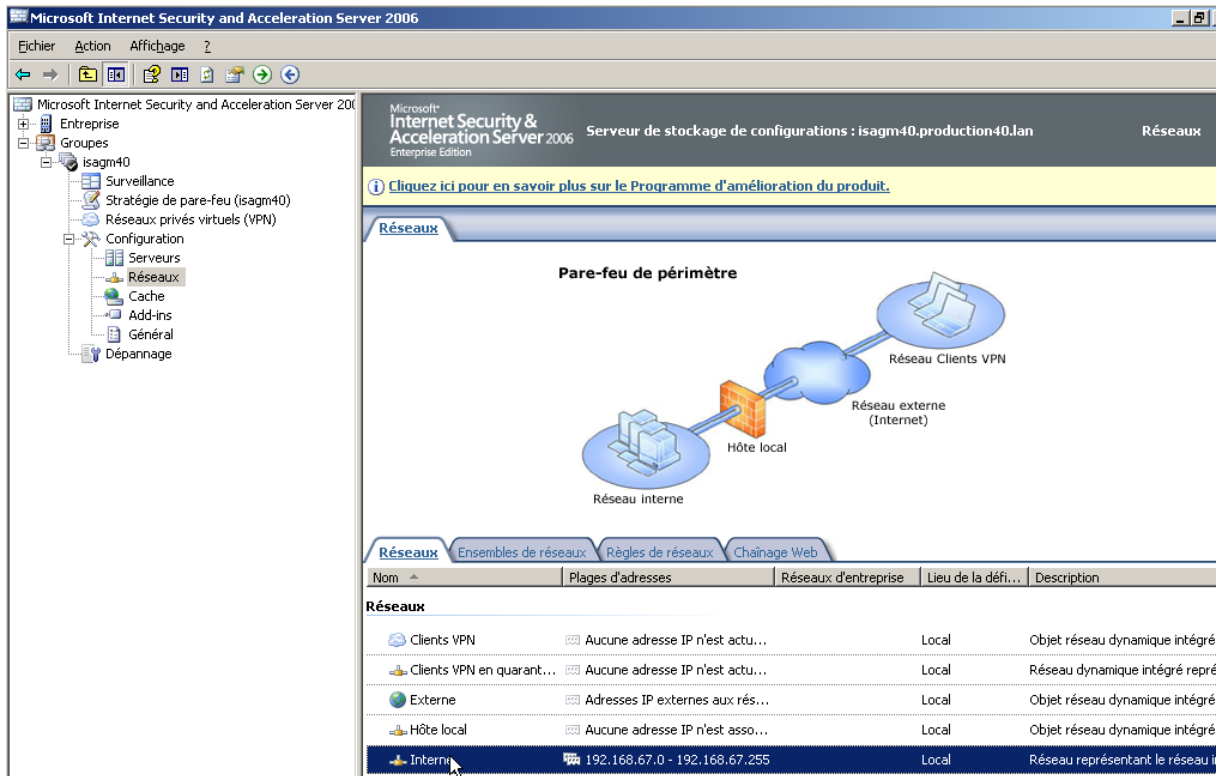 Microsoft Internet Security and Acceleration Server 2006
Fichier Action Affichage ?
Microsoft Internet Security and Acceleration Server 200
Entreprise
Groupes
isagm40
Surveillance
Stratégie de pare-feu (isagm40)
Réseaux privés virtuels (VPN)
Configuration
Serveurs
Réseaux
Cache
Add-ins
Général
Dépannage
Microsoft®
Internet Security &
Acceleration Server 2006
Enterprise Edition
Serveur de stockage de configurations : isagm40.production40.lan
Réseaux
Cliquez ici pour en savoir plus sur le Programme d'amélioration du produit.
Réseaux
Pare-feu de périmètre
Réseau Clients VPN
Réseau externe
(Internet)
Hôte local
Réseau interne
Réseaux Ensembles de réseaux Règles de réseaux Chaînage Web
Nom Plages d'adresses Réseaux d'entreprise Lieu de la défi... Description
Réseaux
Clients VPN Aucune adresse IP n'est actu... Local Objet réseau dynamique intégré
Clients VPN en quarant... Aucune adresse IP n'est actu... Local Réseau dynamique intégré repré
Externe Adresses IP externes aux rés... Local Objet réseau dynamique intégré
Hôte local Aucune adresse IP n'est asso... Local Objet réseau dynamique intégré
Interne 192.168.67.0 - 192.168.67.255 Local Réseau représentant le réseau i